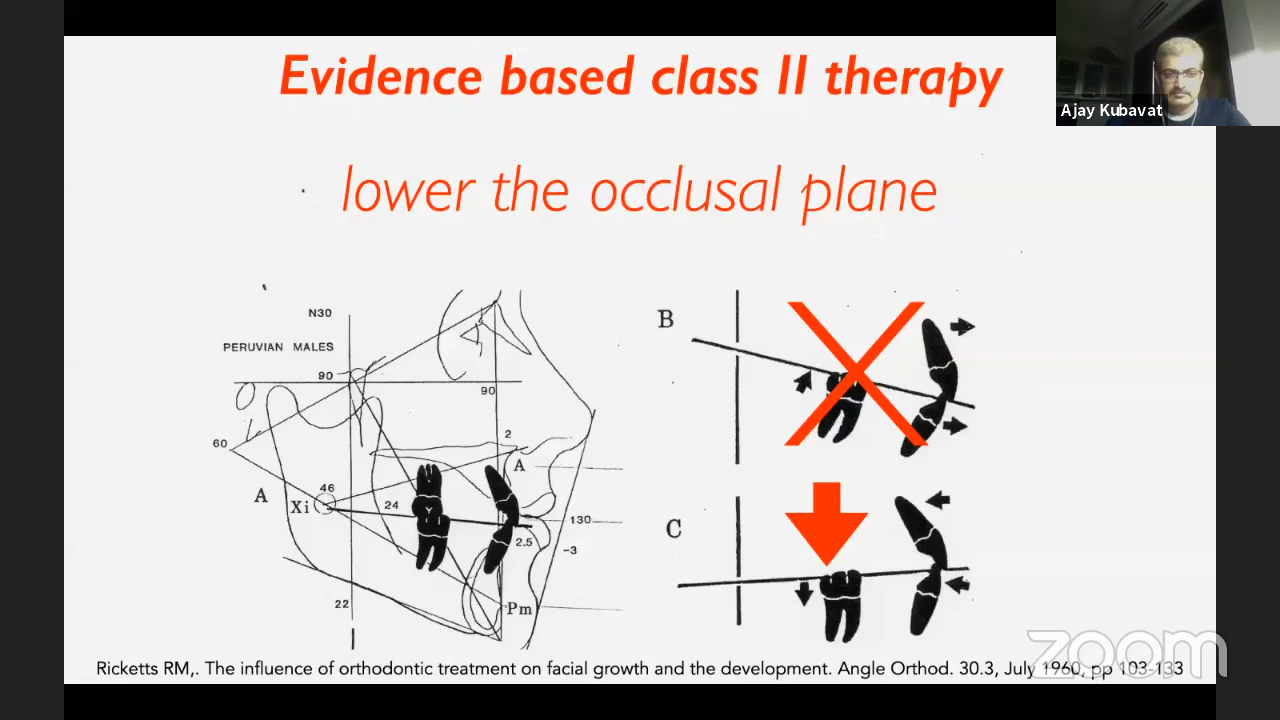 Evidence based class II therapy
Ajay Kubavat
lower the occlusal plane
N30
PERUVIAN MALES
90
90
60
2
A
A
46
Xi
24
130
2.5
-3
22
Pm
B
C
zoom
Ricketts RM,. The influence of orthodontic treatment on facial growth and the development. Angle Orthod. 30.3, July 1960, pp 103-133